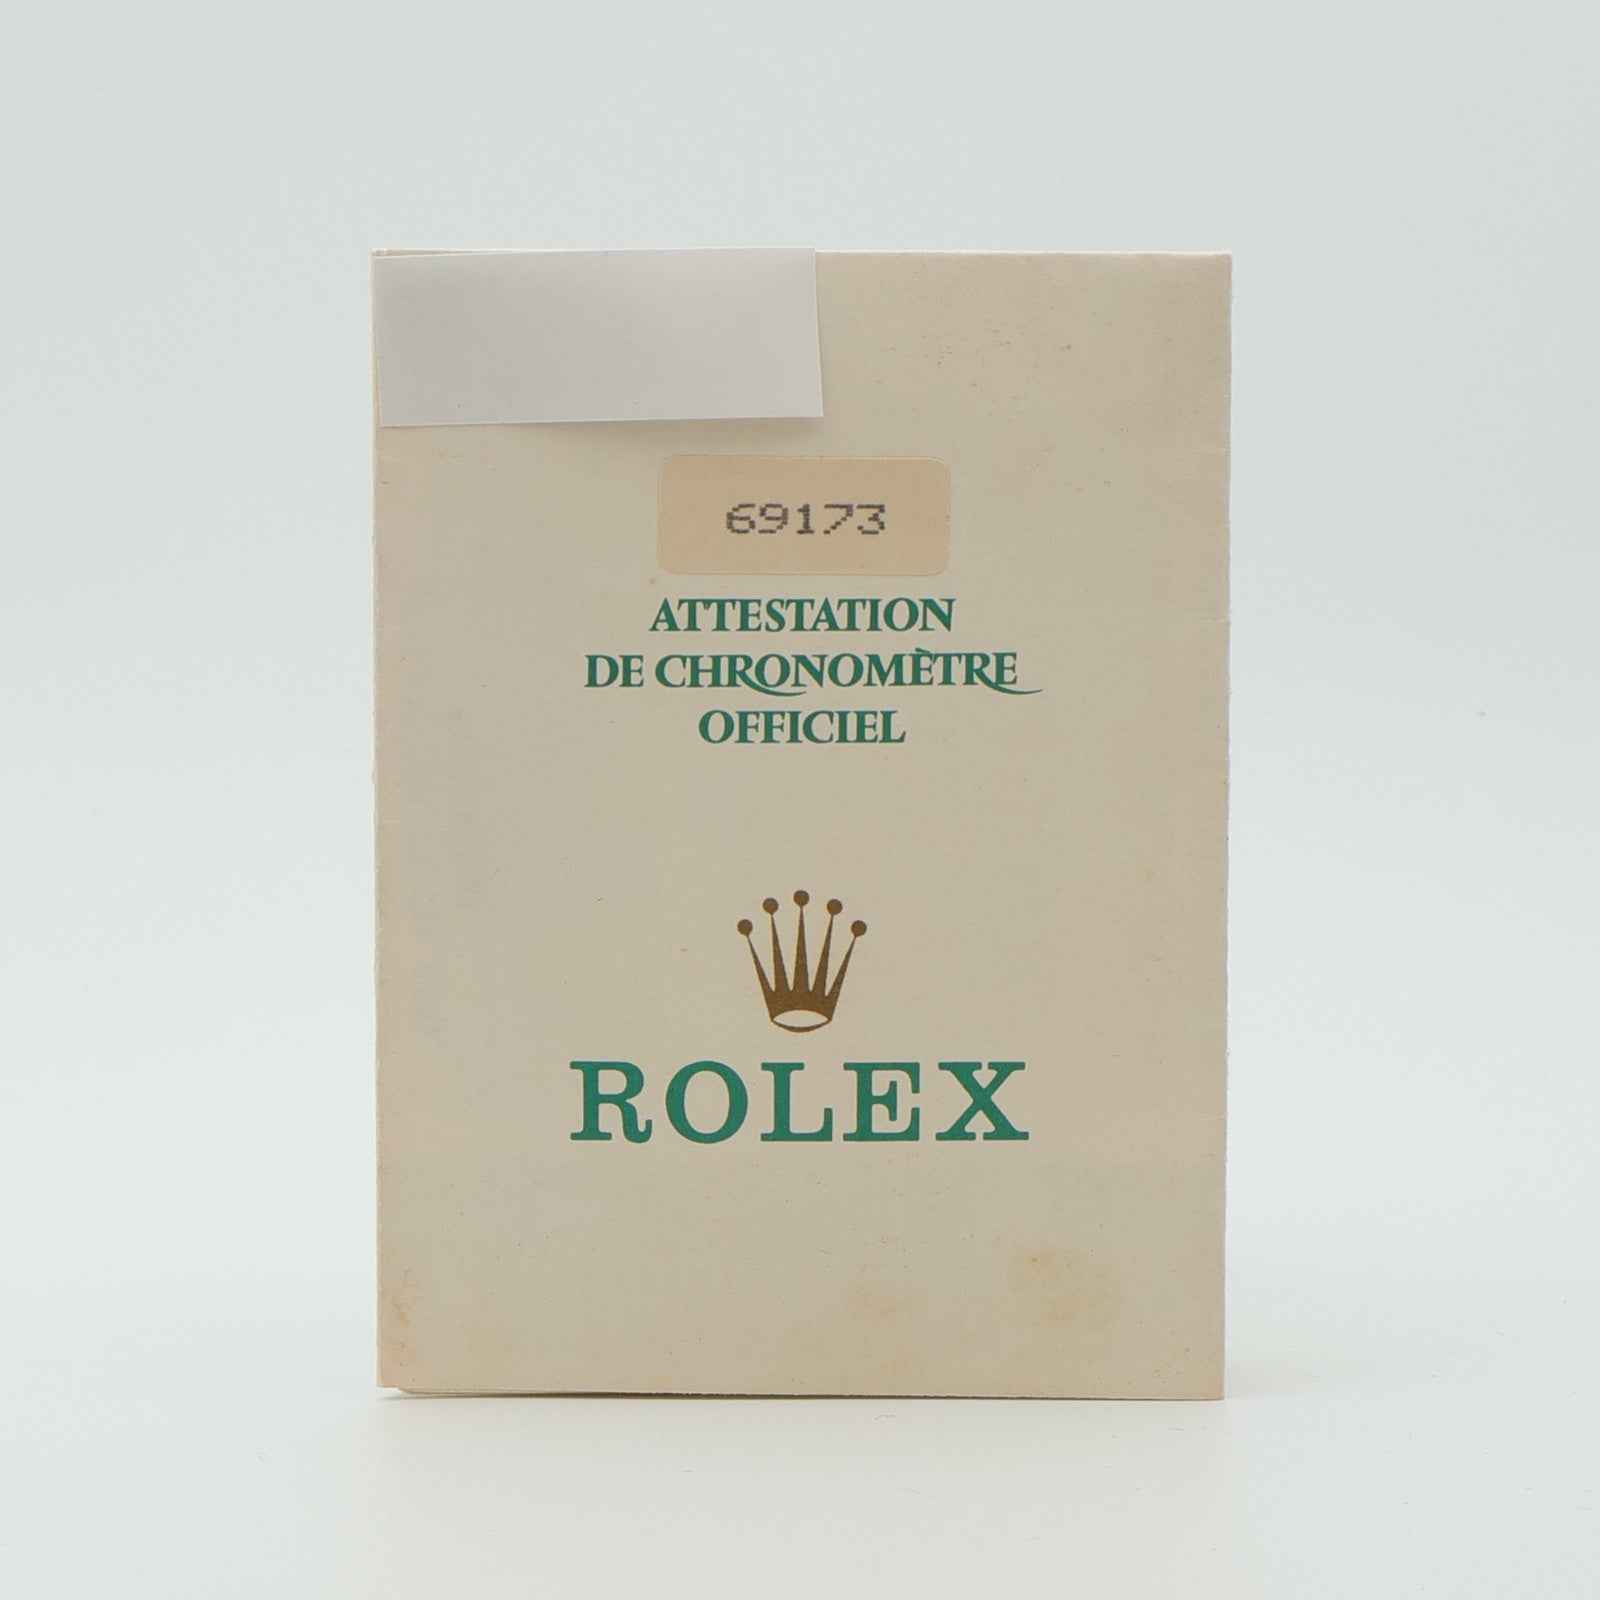 69173
ATTESTATION
DE CHRONOMÈTRE
OFFICIEL
ROLEX